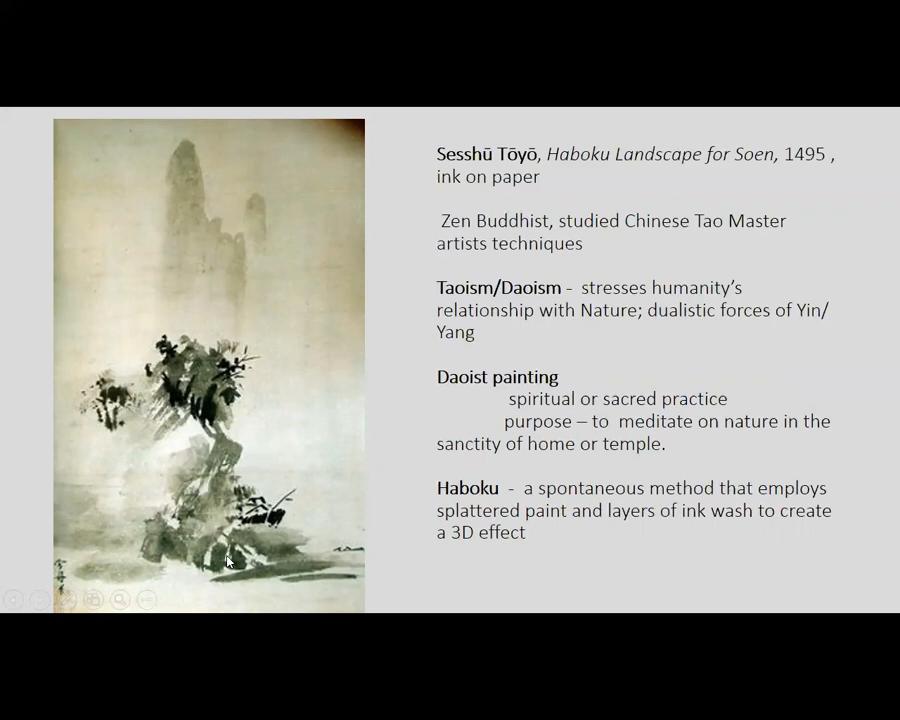 Sesshū Tōyō, Haboku Landscape for Soen, 1495 ,
ink on paper
Zen Buddhist, studied Chinese Tao Master
artists techniques
Taoism/Daoism - stresses humanity's
relationship with Nature; dualistic forces of Yin/
Yang
Daoist painting
spiritual or sacred practice
purpose – to meditate on nature in the
sanctity of home or temple.
Haboku - a spontaneous method that employs
splattered paint and layers of ink wash to create
a 3D effect